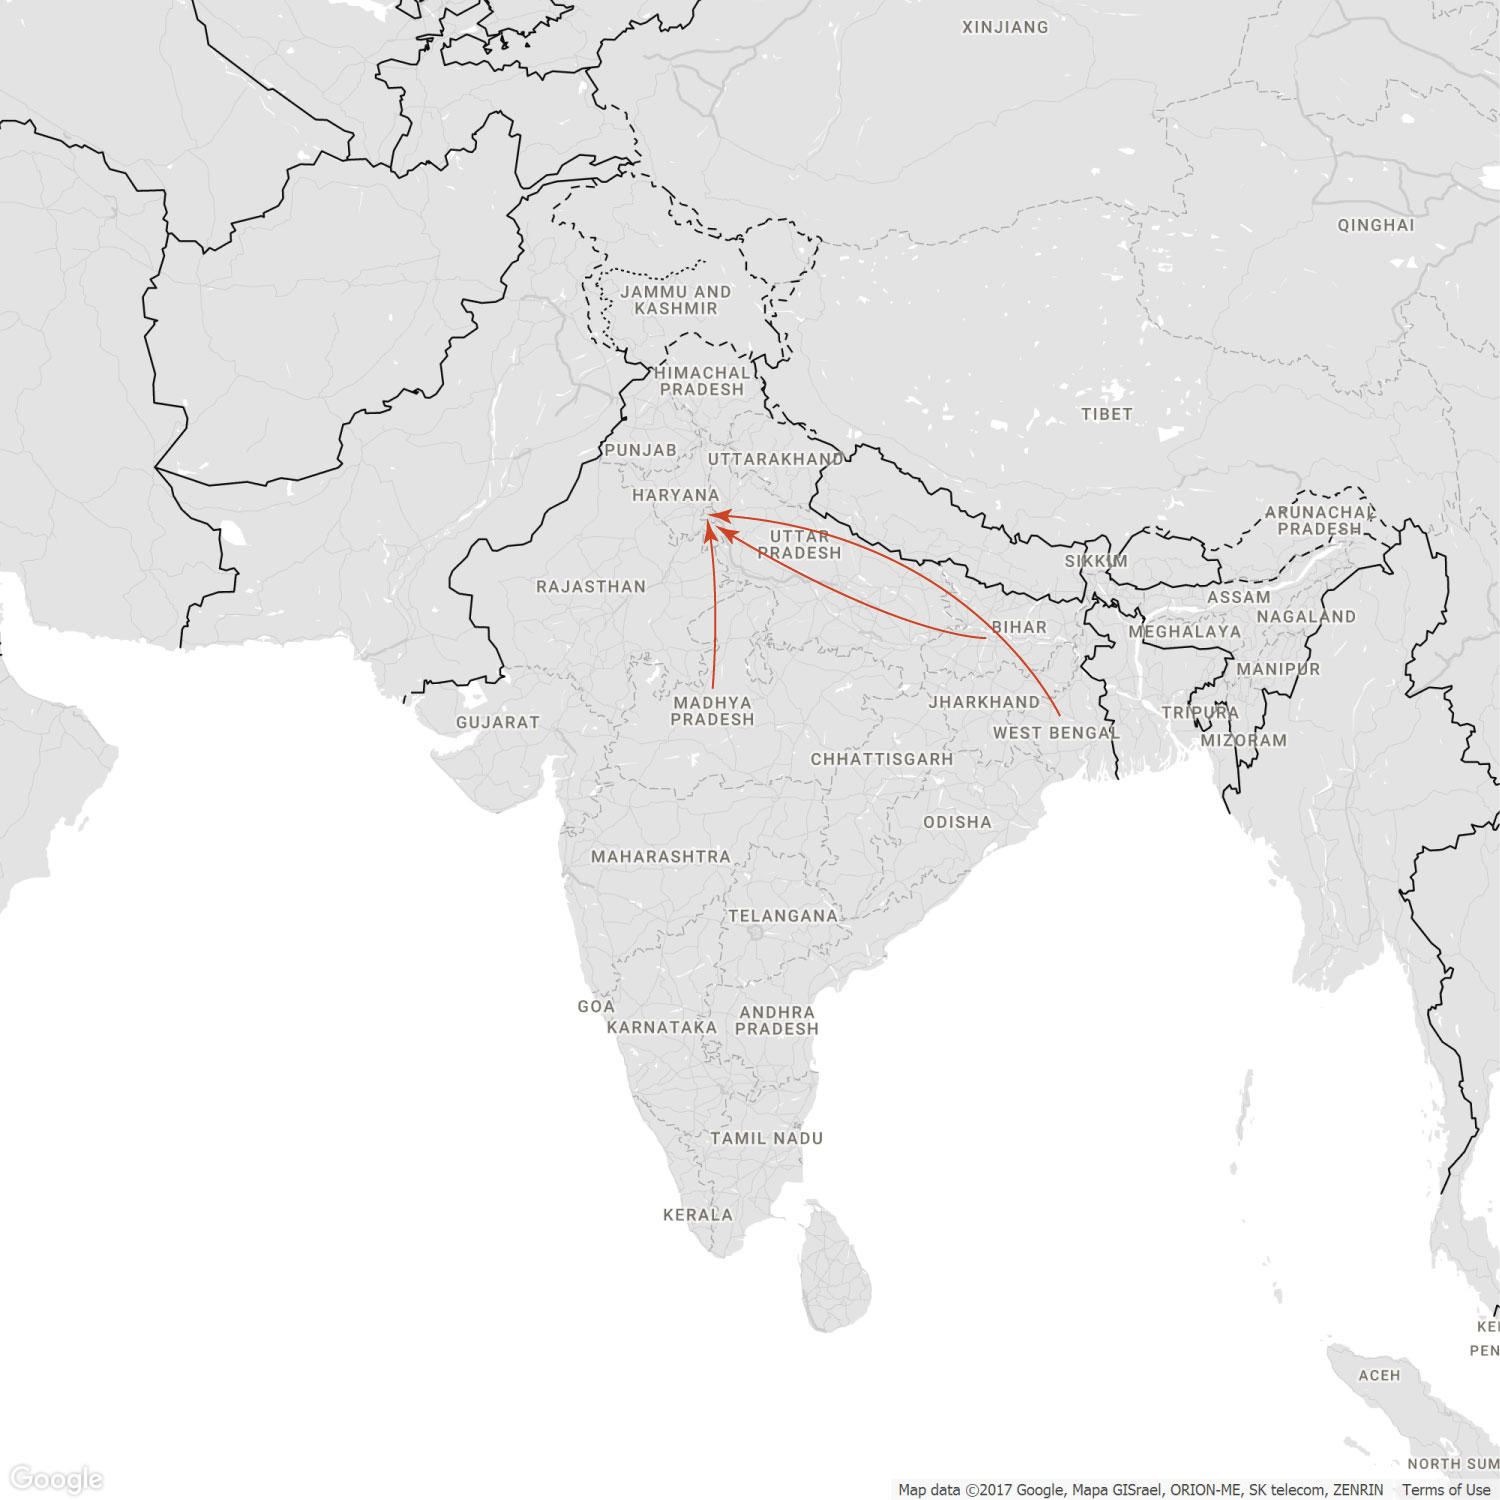 XINJIANG
QINGHAI
JAMMU AND
KASHMIR
HIMACHAL
PRADESH
TIBET
PUNJAB
UTTARAKHAND
HARYANA
ARUNACHAL
PRADESH
UTTAR
PRADESH
SIKKIM
RAJASTHAN
ASSAM
NAGALAND
BIHAR
MEGHALAYA
MANIPUR
MADHYA
PRADESH
JHARKHAND
TRIPURA
GUJARAT
WEST BENGAL
MIZORAM
CHHATTISGARH
ODISHA
MAHARASHTRA
TELANGANA
GOA
KARNATAKA
ANDHRA
PRADESH
TAMIL NADU
KERALA
KE
PEN
ACEH
NORTH SUM
Google
Map data ©2017 Google, Mapa GISrael, ORION-ME, SK telecom, ZENRIN
Terms of Use